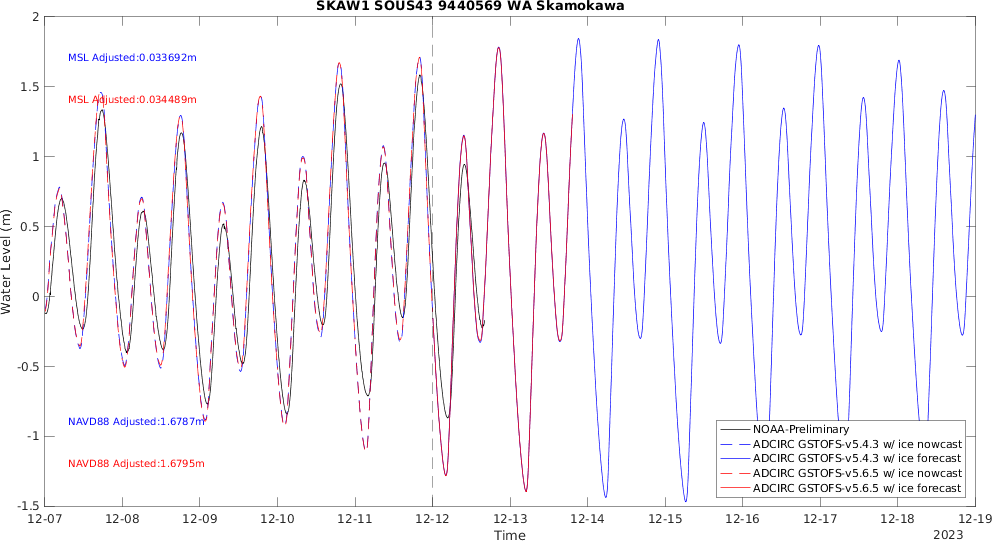 SKAW1 SOUS43 9440569 WA Skamokawa
MSL Adjusted:0.033692m
MSL Adjusted:0.034489m
NAVD88 Adjusted:1.6787m
NAVD88 Adjusted:1.6795m
Water Level (m)
2
1.5
1
0.5
0
-0.5
-1
-1.5
NOAA-Preliminary
ADCIRC GSTOFS-v5.4.3 w/ ice nowcast
ADCIRC GSTOFS-v5.4.3 w/ ice forecast
ADCIRC GSTOFS-v5.6.5 w/ ice nowcast
ADCIRC GSTOFS-v5.6.5 w/ ice forecast
12-07 12-08 12-09 12-10 12-11 12-12 12-13 12-14 12-15 12-16 12-17 12-18 12-19
Time
2023